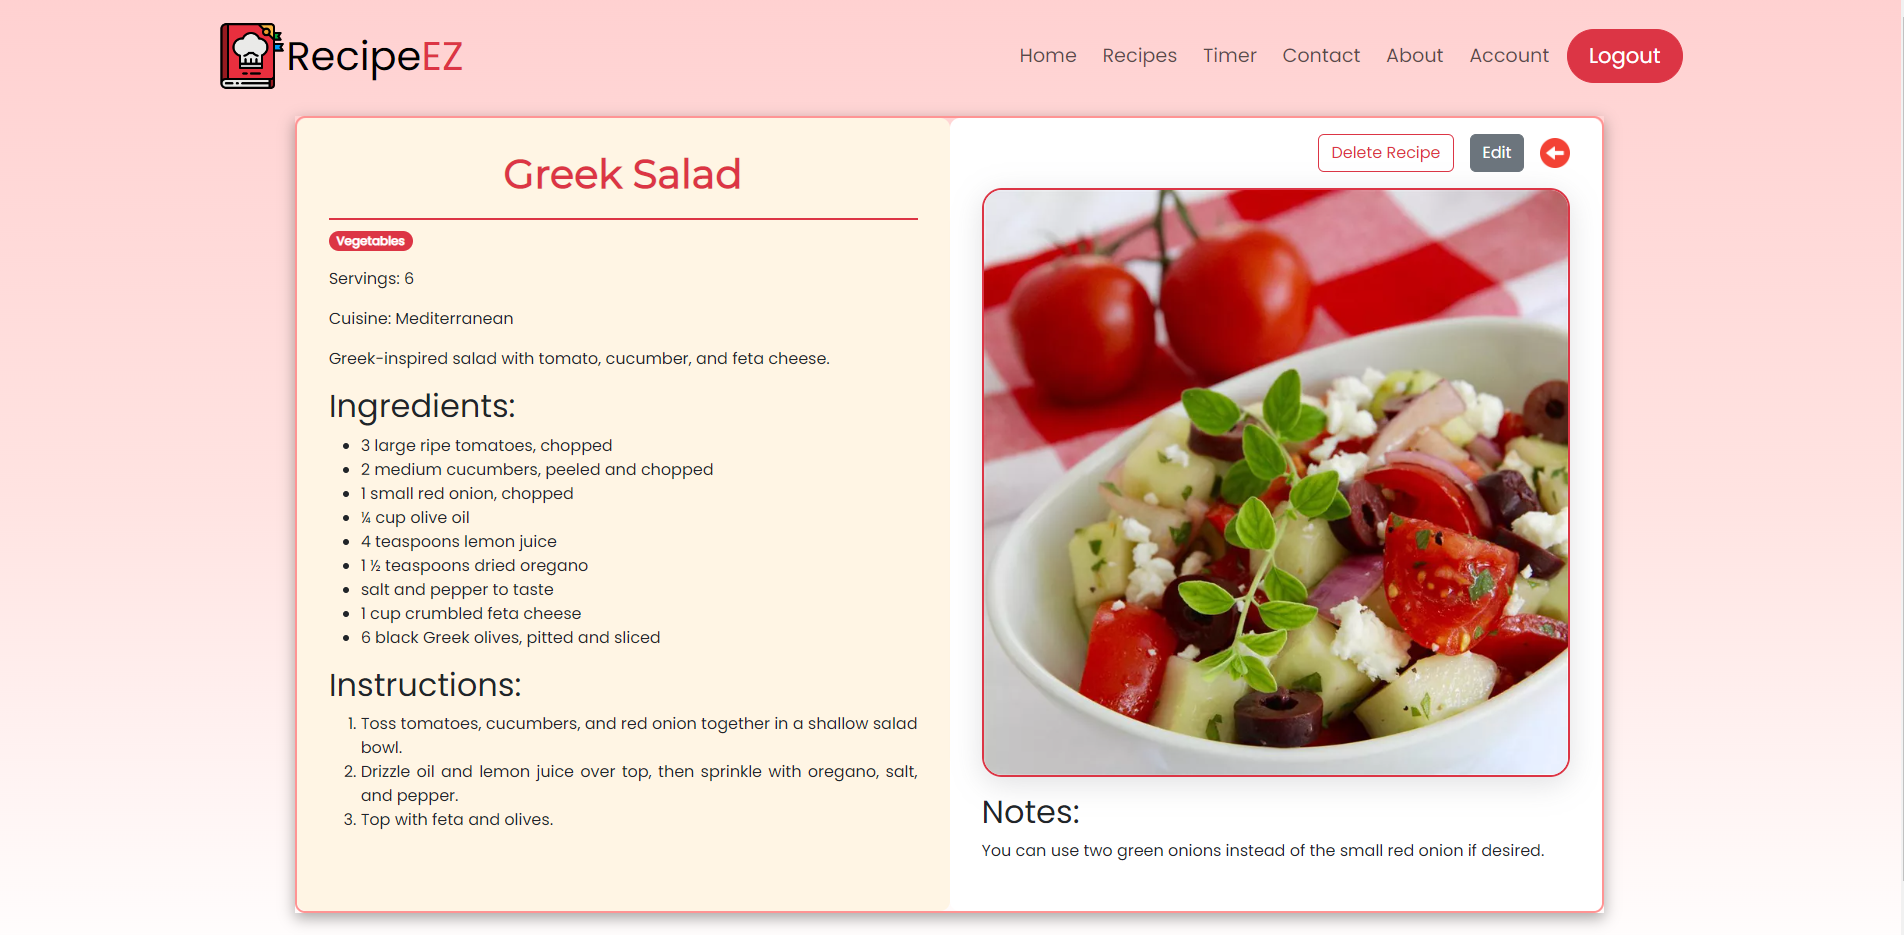 RecipeEZ
Home Recipes Timer Contact About Account Logout
Greek Salad
Vegetables
Servings: 6
Cuisine: Mediterranean
Greek-inspired salad with tomato, cucumber, and feta cheese.
Ingredients:
• 3 large ripe tomatoes, chopped
• 2 medium cucumbers, peeled and chopped
• 1 small red onion, chopped
• ¼ cup olive oil
• 4 teaspoons lemon juice
• 1 ½ teaspoons dried oregano
• salt and pepper to taste
• 1 cup crumbled feta cheese
• 6 black Greek olives, pitted and sliced
Instructions:
1. Toss tomatoes, cucumbers, and red onion together in a shallow salad
bowl.
2. Drizzle oil and lemon juice over top, then sprinkle with oregano, salt,
and pepper.
3. Top with feta and olives.
Delete Recipe Edit
Notes:
You can use two green onions instead of the small red onion if desired.